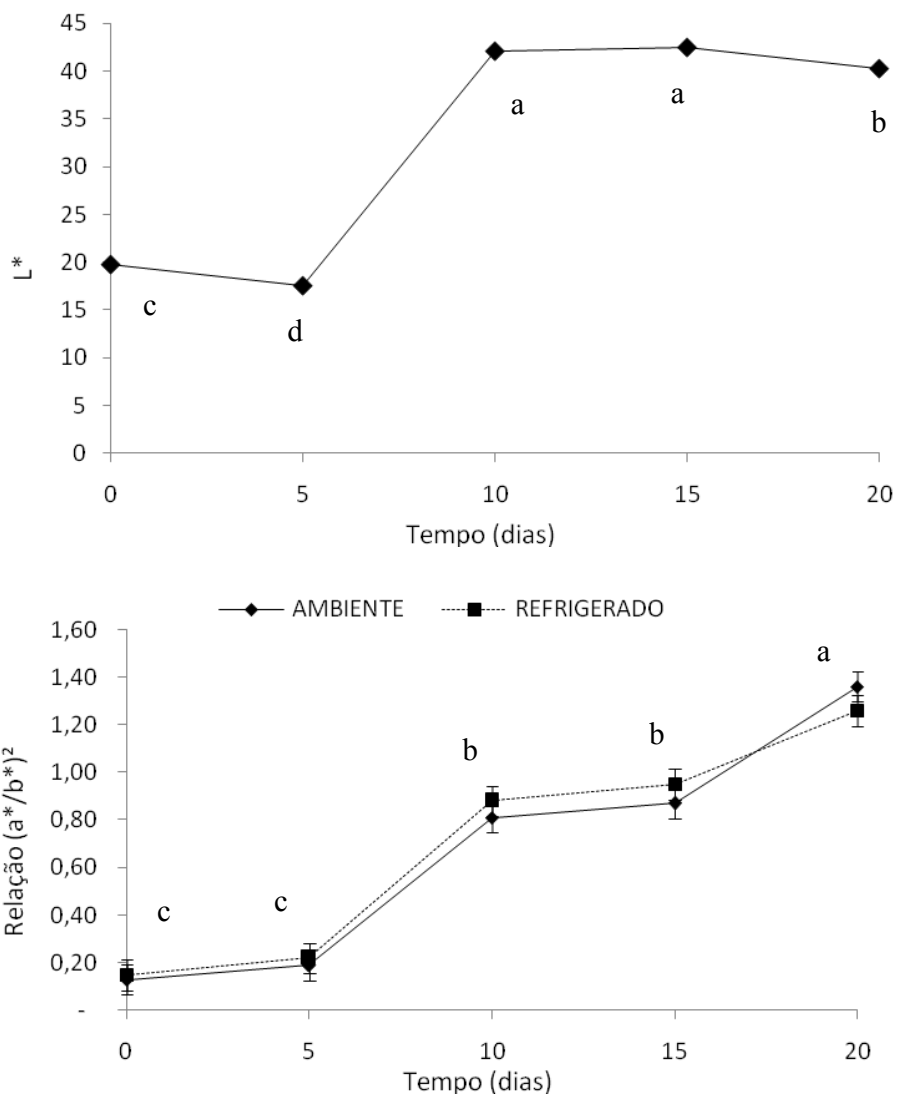 45
40
35
30
25
20
15
10
5
0
L*
a
a
b
c
d
0 5 10 15 20
Tempo (dias)
AMBIENTE REFRIGERADO
1,60
1,40
1,20
1,00
0,80
0,60
0,40
0,20
-
Relação (a*/b*)²
a
b
b
c
c
0 5 10 15 20
Tempo (dias)